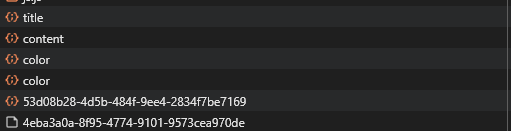 title
content
color
color
53d08b28-4d5b-484f-9ee4-2834f7be7169
4eba3a0a-8f95-4774-9101-9573cea970de